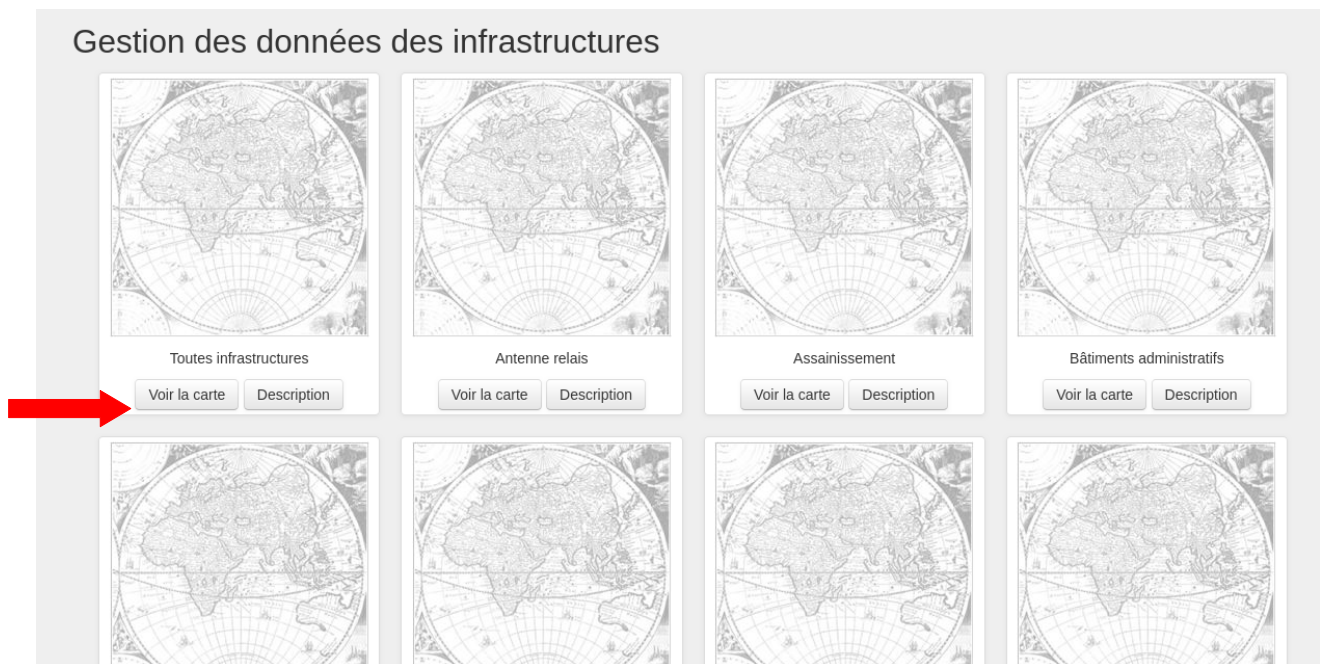 Gestion des données des infrastructures
Toutes infrastructures
Voir la carte Description
Antenne relais
Voir la carte Description
Assainissement
Voir la carte Description
Bâtiments administratifs
Voir la carte Description